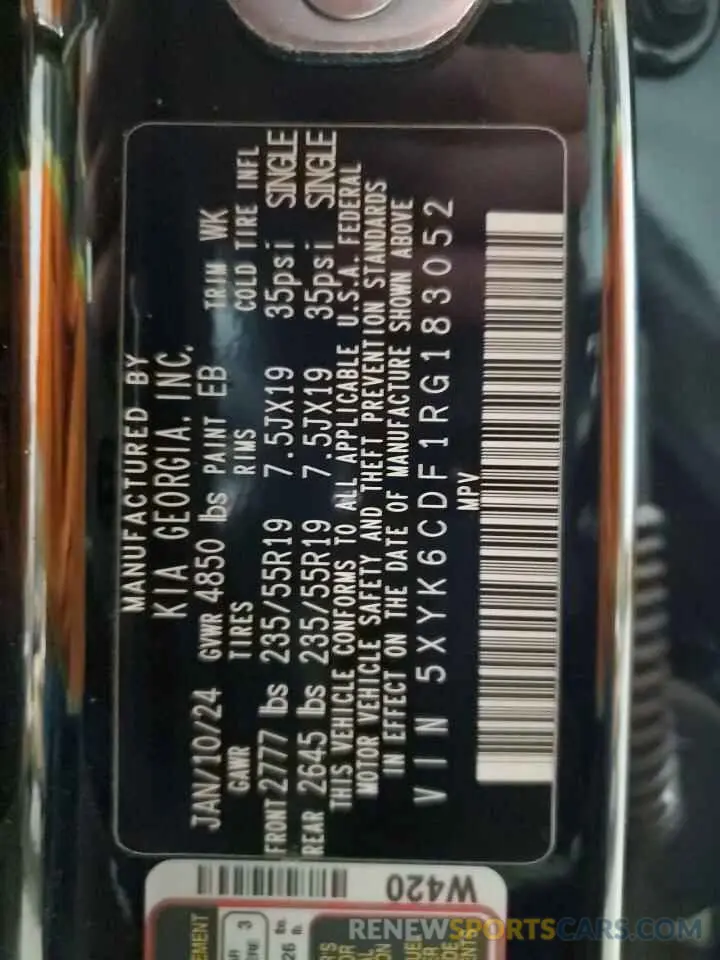 MANUFACTURED BY
KIA GEORGIA, INC.
JAN/10/24 GVWR 4850 lbs PAINT EB TRIM WK
GAWR TIRES RIMS COLD TIRE INFL
FRONT 2777 lbs 235/55R19 7.5JX19 35psi SINGLE
REAR 2645 lbs 235/55R19 7.5JX19 35psi SINGLE
THIS VEHICLE CONFORMS TO ALL APPLICABLE U.S.A. FEDERAL
MOTOR VEHICLE SAFETY AND THEFT PREVENTION STANDARDS
IN EFFECT ON THE DATE OF MANUFACTURE SHOWN ABOVE
VIN 5XYK6CDF1RG183052
MPV
W420
RENEWSPORTSCARS.COM